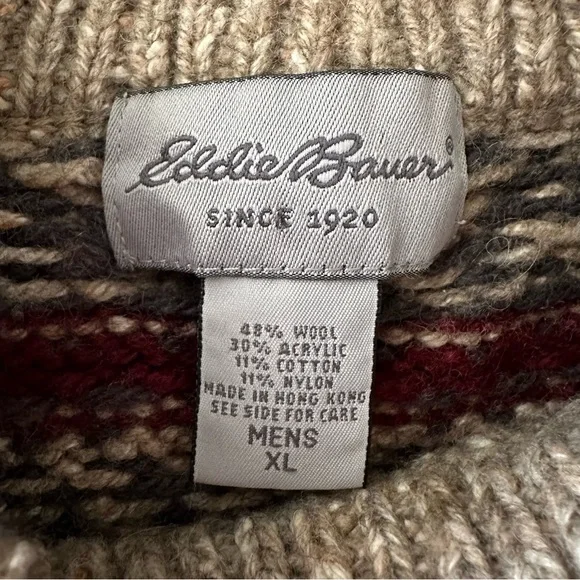 Eddie Bauer®
SINCE 1920
48% WOOL
30% ACRYLIC
11% COTTON
11% NYLON
MADE IN HONG KONG
SEE SIDE FOR CARE
MENS
XL